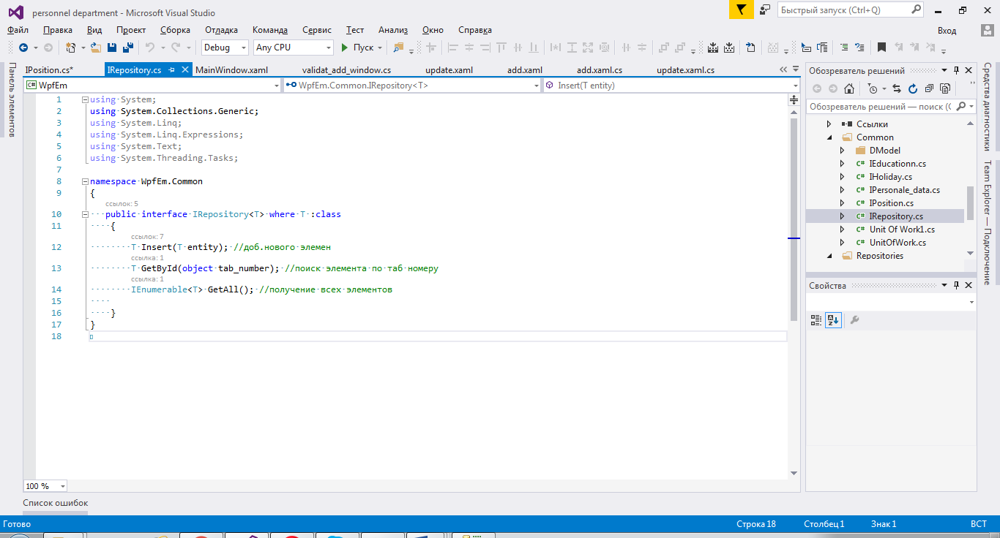 personnel department - Microsoft Visual Studio
Быстрый запуск (Ctrl+Q)
Файл Правка Вид Проект Сборка Отладка Команда Сервис Тест Анализ Окно Справка Вход
Debug Any CPU Пуск
IPosition.cs* IRepository.cs MainWindow.xaml validat_add_window.cs update.xaml add.xaml add.xaml.cs update.xaml.cs
WpfEm WpfEm.Common.IRepository<T> Insert(T entity)
Панель элементов
1 using System;
2 using System.Collections.Generic;
3 using System.Linq;
4 using System.Linq.Expressions;
5 using System.Text;
6 using System.Threading.Tasks;
7
8 namespace WpfEm.Common
9 {
ссылок: 5
10 public interface IRepository<T> where T :class
11 {
ссылок: 7
12 T Insert(T entity); //доб.нового элемен
ссылка: 1
13 T GetById(object tab_number); //поиск элемента по таб номеру
ссылка: 1
14 IEnumerable<T> GetAll(); //получение всех элементов
15
16 }
17 }
18
100 %
Обозреватель решений
Обозреватель решений — поиск (С
Ссылки
Common
DModel
IEducationn.cs
IHoliday.cs
IPersonale_data.cs
IPosition.cs
IRepository.cs
Unit Of Work1.cs
UnitOfWork.cs
Repositories
Свойства
Средства диагностики
Team Explorer — Подключение
Список ошибок
Готово Строка 18 Столбец 1 Знак 1 ВСТ